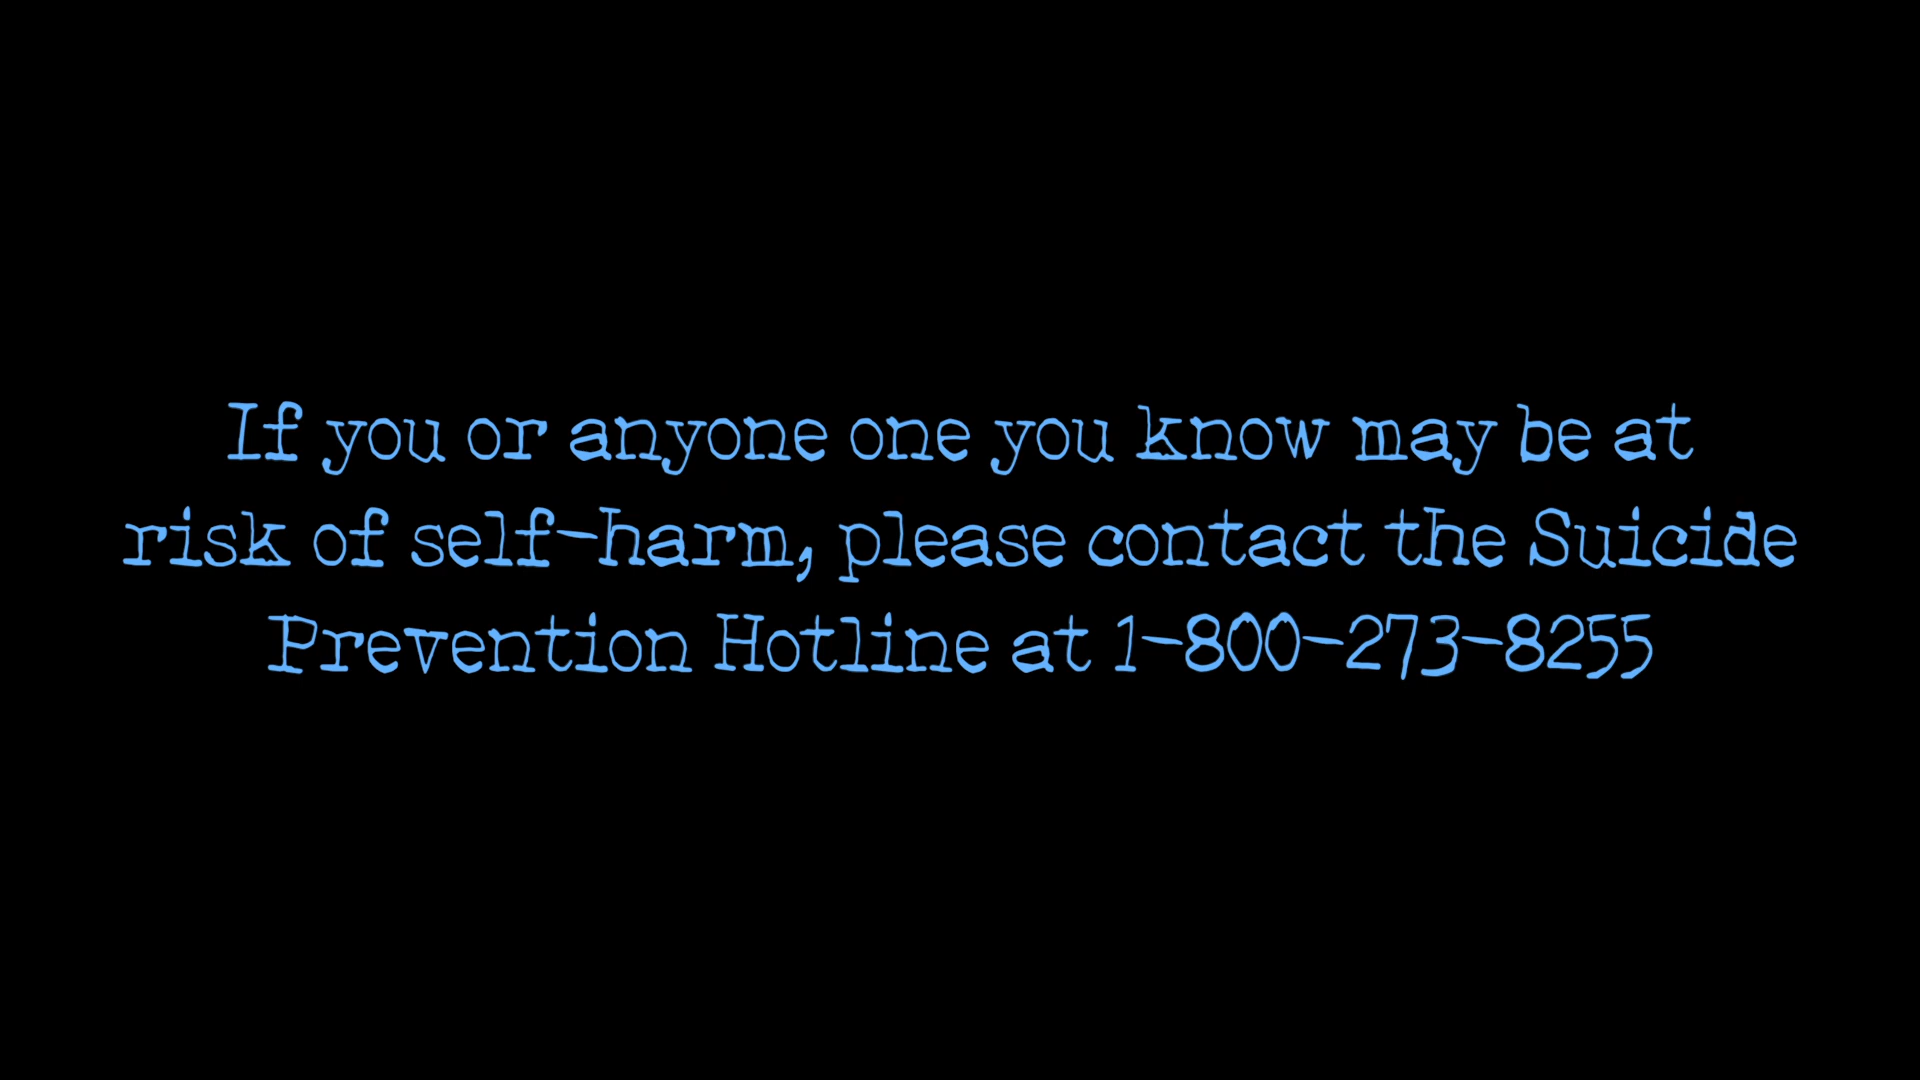 If you or anyone one you know may be at
risk of self-harm, please contact the Suicide
Prevention Hotline at 1-800-273-8255